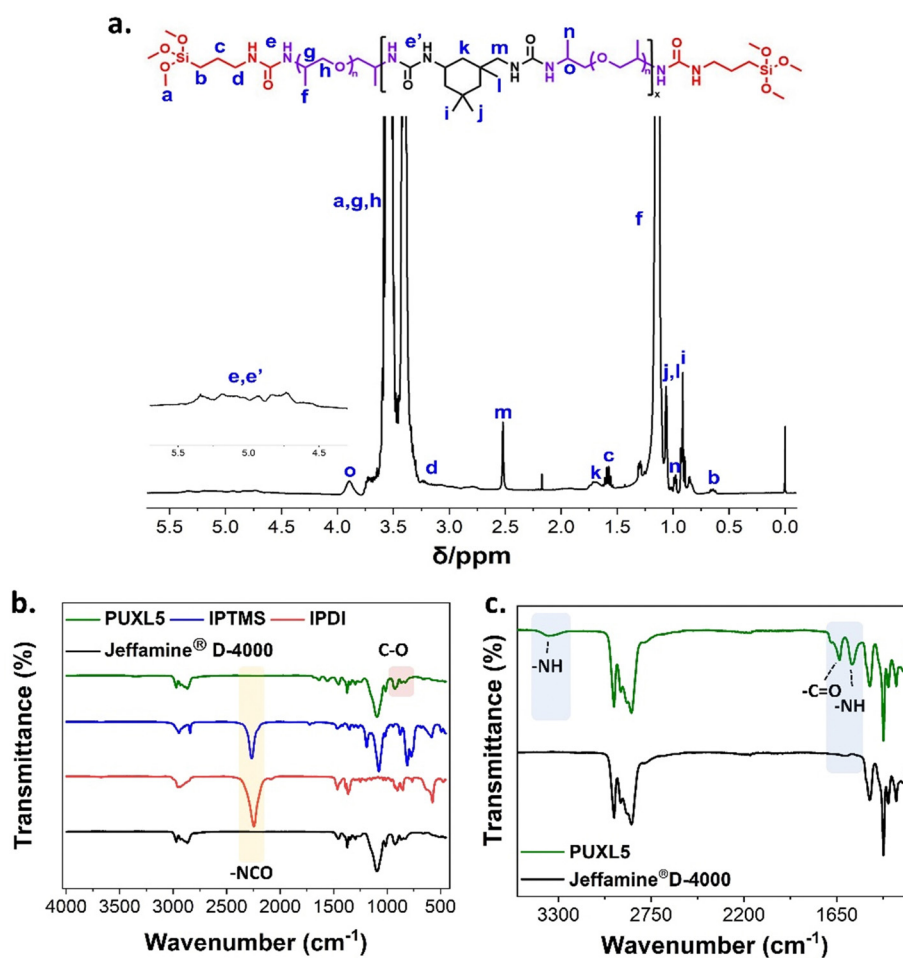 a.
n
e e' k m
c H O H g H O H O H O H O H
Si N N O n N N N N o O n N N Si
b d h l x
a f
i j
a,g,h
f
e,e'
5.5 5.0 4.5
j,l i
m
o d k c n b
5.5 5.0 4.5 4.0 3.5 3.0 2.5 2.0 1.5 1.0 0.5 0.0
δ/ppm
b.
PUXL5 IPTMS IPDI
Jeffamine® D-4000
C-O
-NCO
Transmittance (%)
4000 3500 3000 2500 2000 1500 1000 500
Wavenumber (cm-1)
c.
-NH
-C=O
-NH
PUXL5
Jeffamine®D-4000
Transmittance (%)
3300 2750 2200 1650
Wavenumber (cm-1)